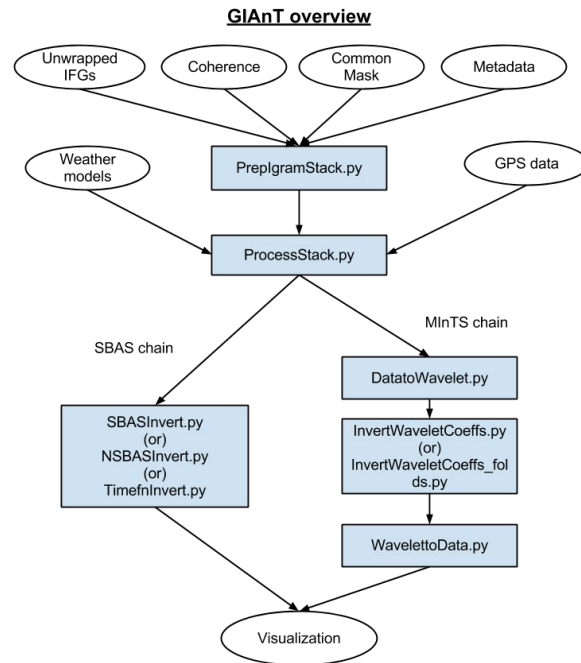 GIAnT overview
Unwrapped
IFGs
Coherence
Common
Mask
Metadata
Weather
models
PrepIgramStack.py
GPS data
ProcessStack.py
SBAS chain
MInTS chain
DatatoWavelet.py
SBASInvert.py
(or)
NSBASInvert.py
(or)
TimefnInvert.py
InvertWaveletCoeffs.py
(or)
InvertWaveletCoeffs_fol
ds.py
WavelettoData.py
Visualization